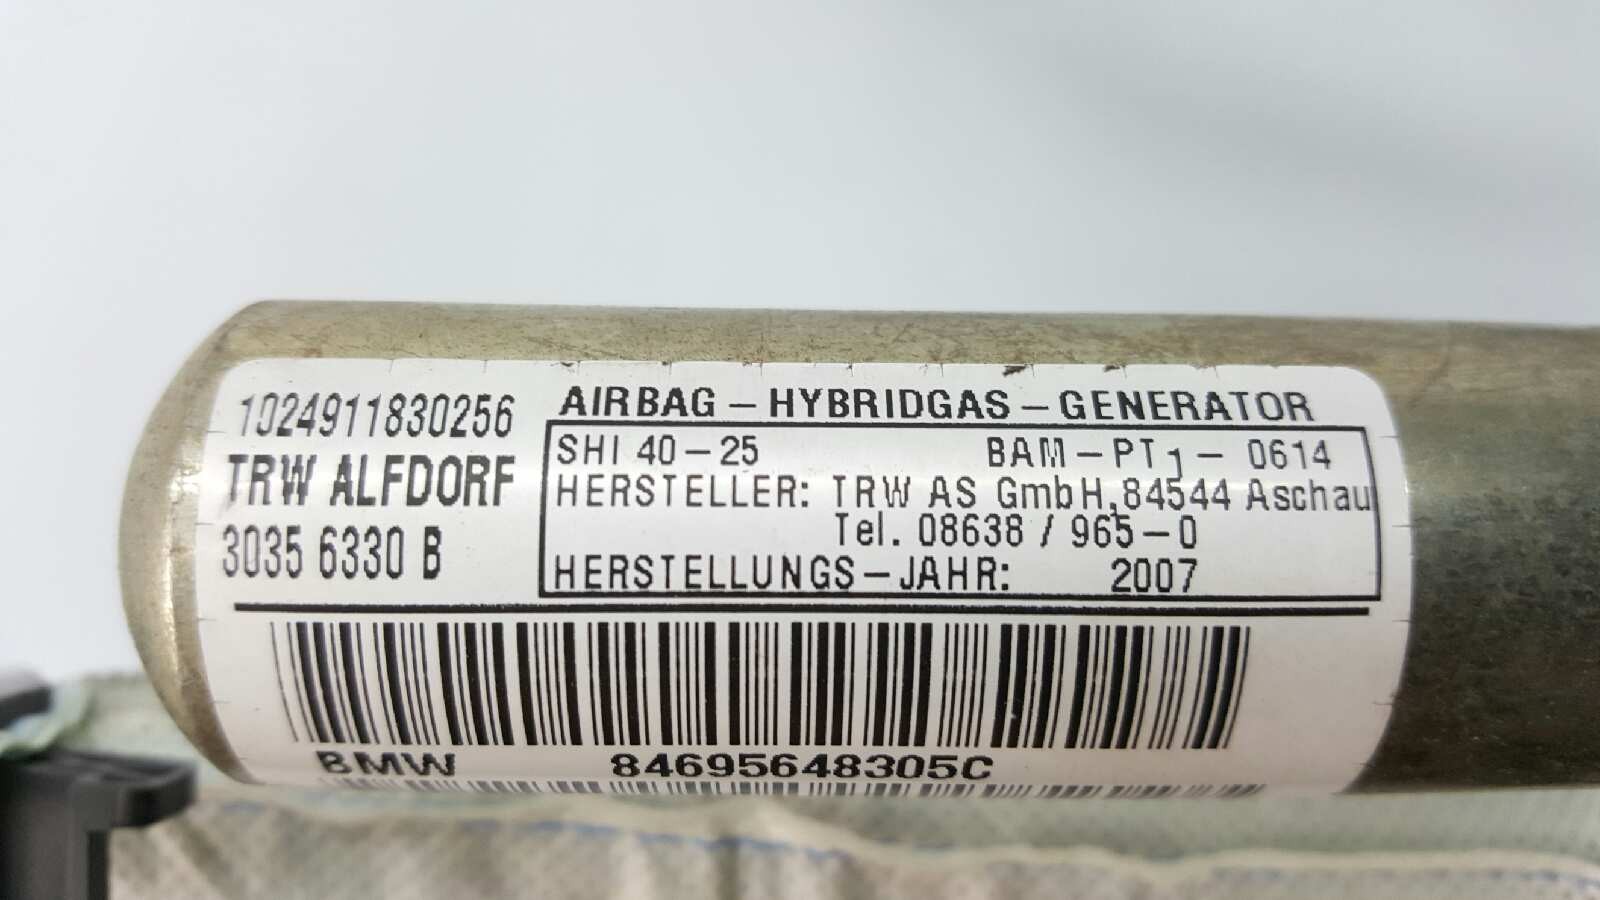 1024911830256
TRW ALFDORF
3035 6330 B
AIRBAG - HYBRIDGAS - GENERATOR
SHI 40-25 BAM-PT1- 0614
HERSTELLER: TRW AS GmbH, 84544 Aschau
Tel. 08638 / 965-0
HERSTELLUNGS-JAHR: 2007
BMW 84695648305C